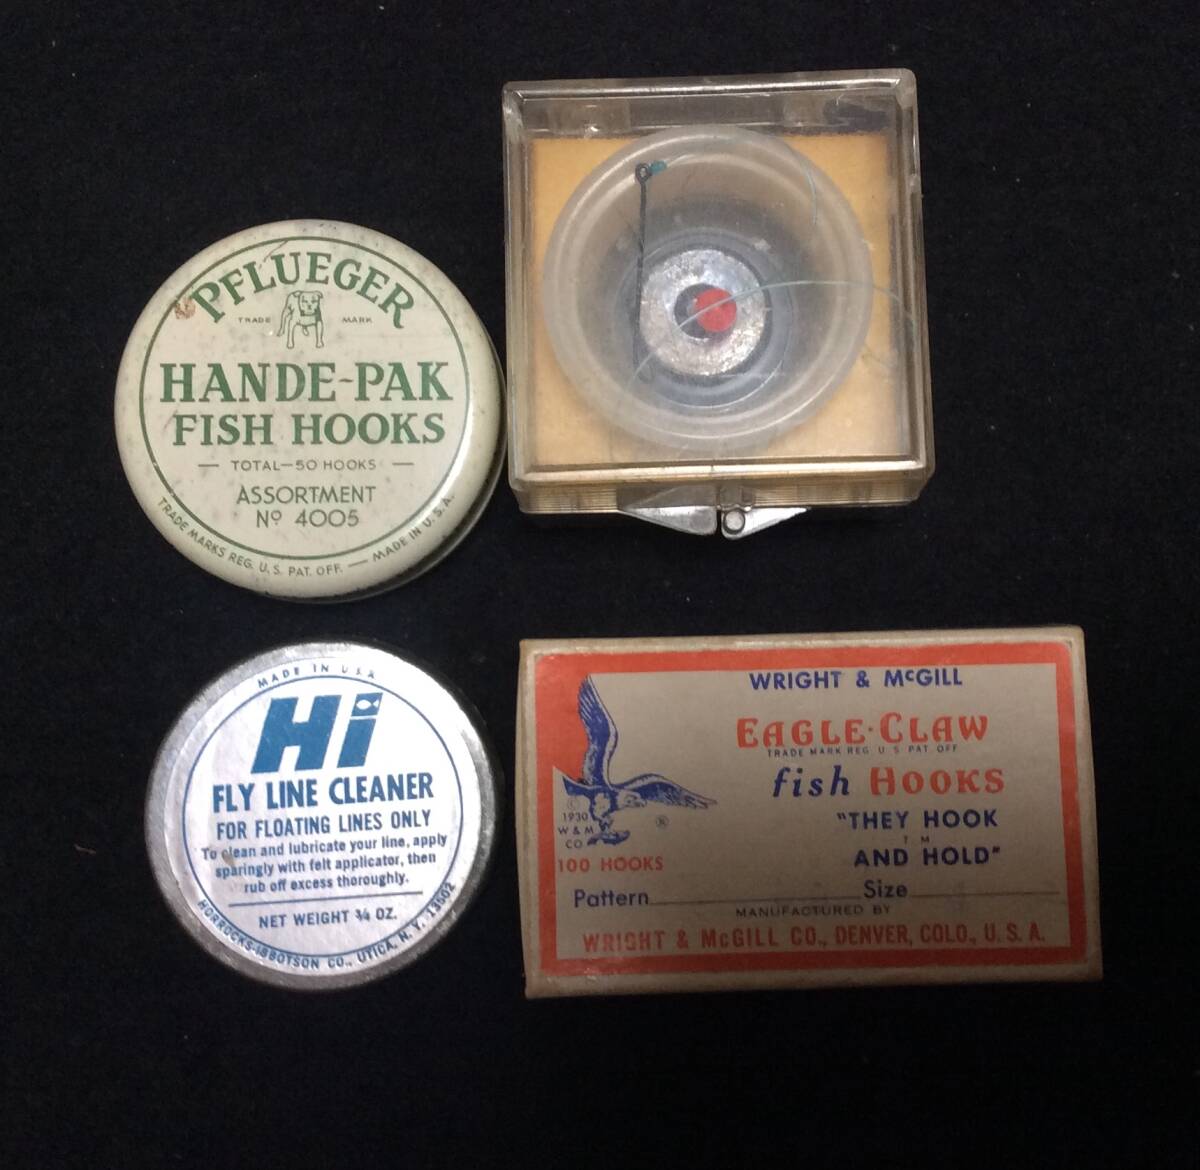 PFLUEGER
TRADE MARK
HANDE-PAK
FISH HOOKS
— TOTAL—50 HOOKS —
ASSORTMENT
Nº 4005
TRADE MARKS REG. U.S. PAT. OFF. — MADE IN U.S.A.
MADE IN U.S.A
Hi
FLY LINE CLEANER
FOR FLOATING LINES ONLY
To clean and lubricate your line, apply
sparingly with felt applicator, then
rub off excess thoroughly.
NET WEIGHT ¾ OZ.
HORROCKS-IBBOTSON CO., UTICA, N. Y. 13502
WRIGHT & McGILL
EAGLE·CLAW
TRADE MARK REG. U S PAT OFF
fish HOOKS
"THEY HOOK
T M
AND HOLD"
©
1930
W & M
CO
®
100 HOOKS
Pattern Size
MANUFACTURED BY
WRIGHT & McGILL CO., DENVER, COLO., U. S. A.